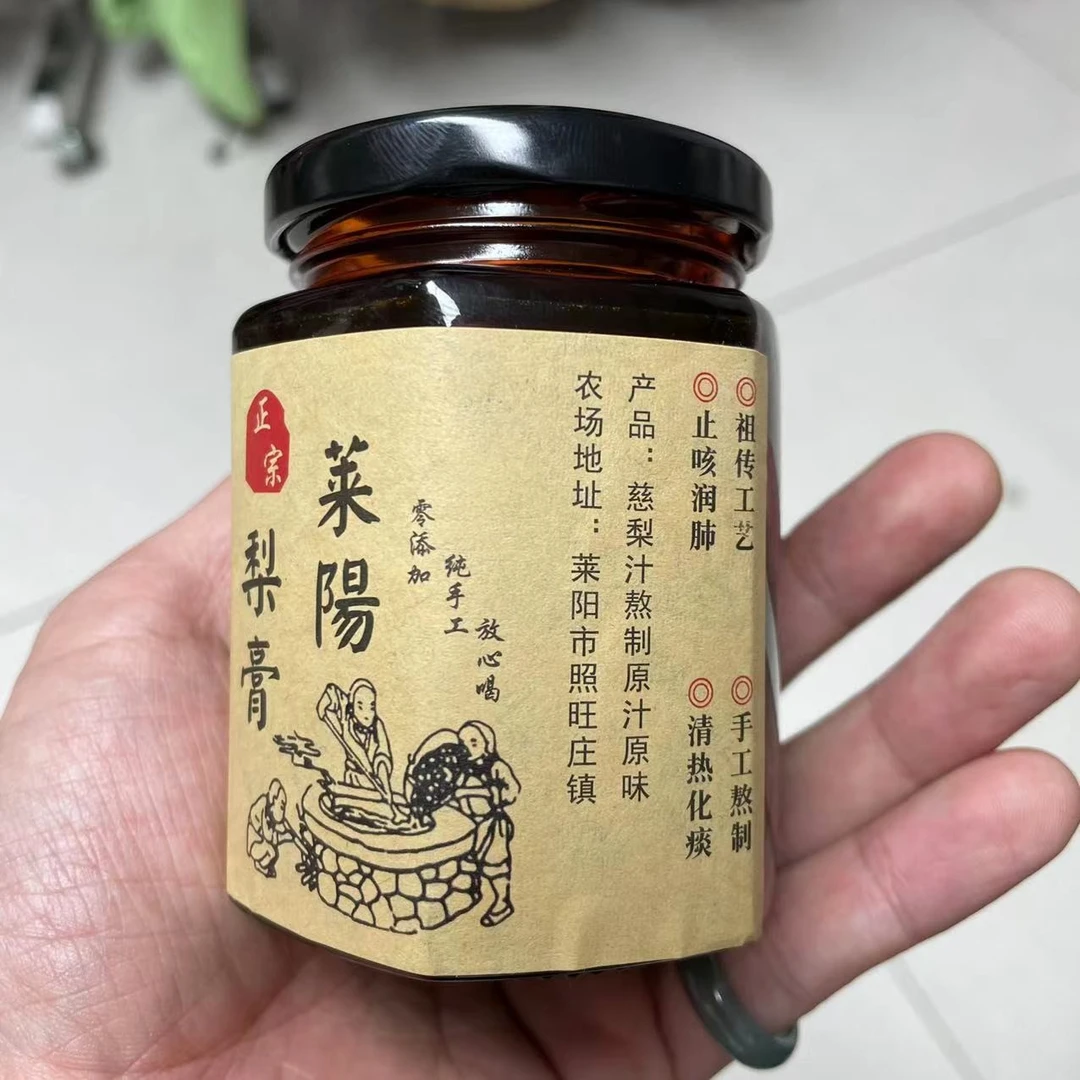 正宗
莱陽
梨膏
零添加
纯手工
放心喝
产品：慈梨汁熬制原汁原味
农场地址：莱阳市照旺庄镇
◎祖传工艺
◎手工熬制
◎止咳润肺
◎清热化痰